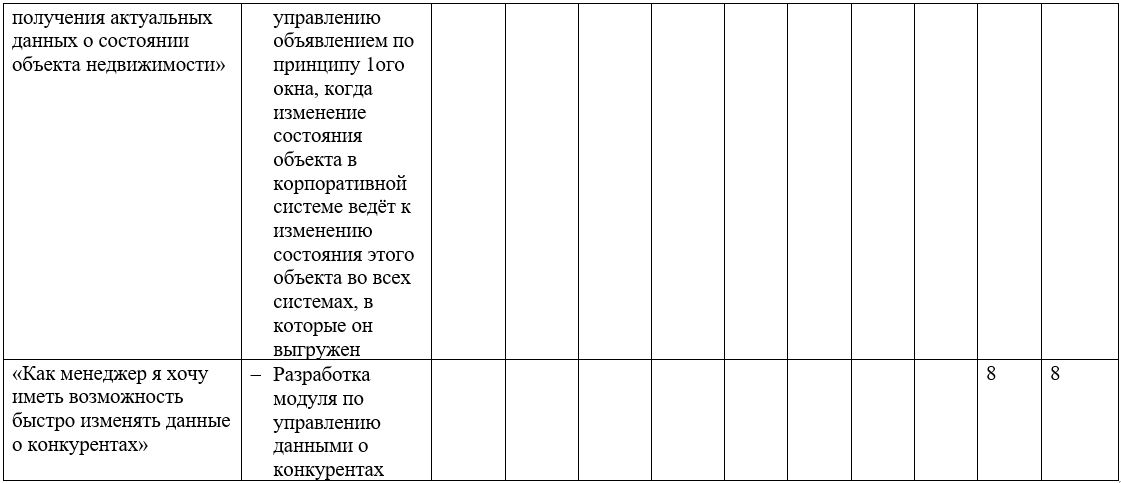 получения актуальных
данных о состоянии
объекта недвижимости»
управлению
объявлением по
принципу 1ого
окна, когда
изменение
состояния
объекта в
корпоративной
системе ведёт к
изменению
состояния этого
объекта во всех
системах, в
которые он
выгружен
«Как менеджер я хочу
иметь возможность
быстро изменять данные
о конкурентах»
– Разработка
модуля по
управлению
данными о
конкурентах
8
8